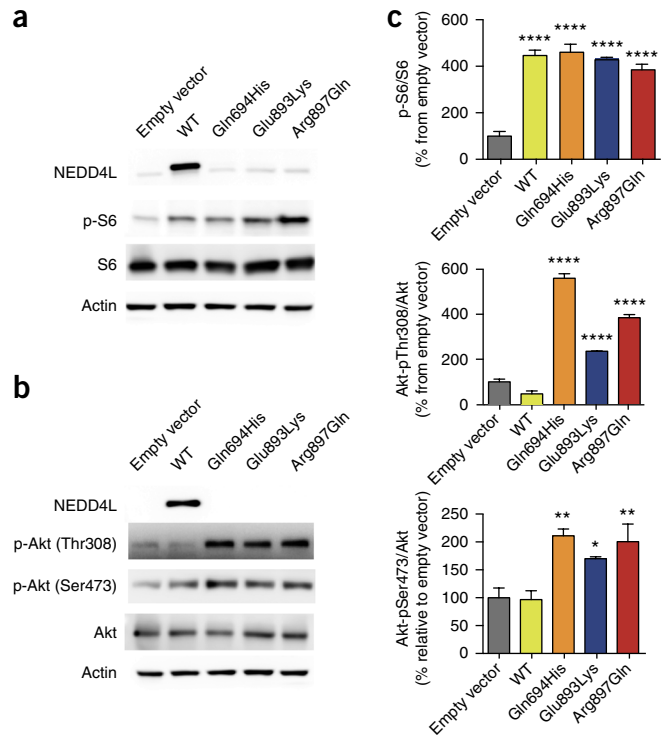 a
Empty vector
WT
Gln694His
Glu893Lys
Arg897Gln
NEDD4L
p-S6
S6
Actin
b
Empty vector
WT
Gln694His
Glu893Lys
Arg897Gln
NEDD4L
p-Akt (Thr308)
p-Akt (Ser473)
Akt
Actin
c
p-S6/S6
(% from empty vector)
600
400
200
0
****
****
****
****
Empty vector
WT
Gln694His
Glu893Lys
Arg897Gln
Akt-pThr308/Akt
(% from empty vector)
600
400
200
0
****
****
****
Empty vector
WT
Gln694His
Glu893Lys
Arg897Gln
Akt-pSer473/Akt
(% relative to empty vector)
250
200
150
100
50
0
**
*
**
Empty vector
WT
Gln694His
Glu893Lys
Arg897Gln